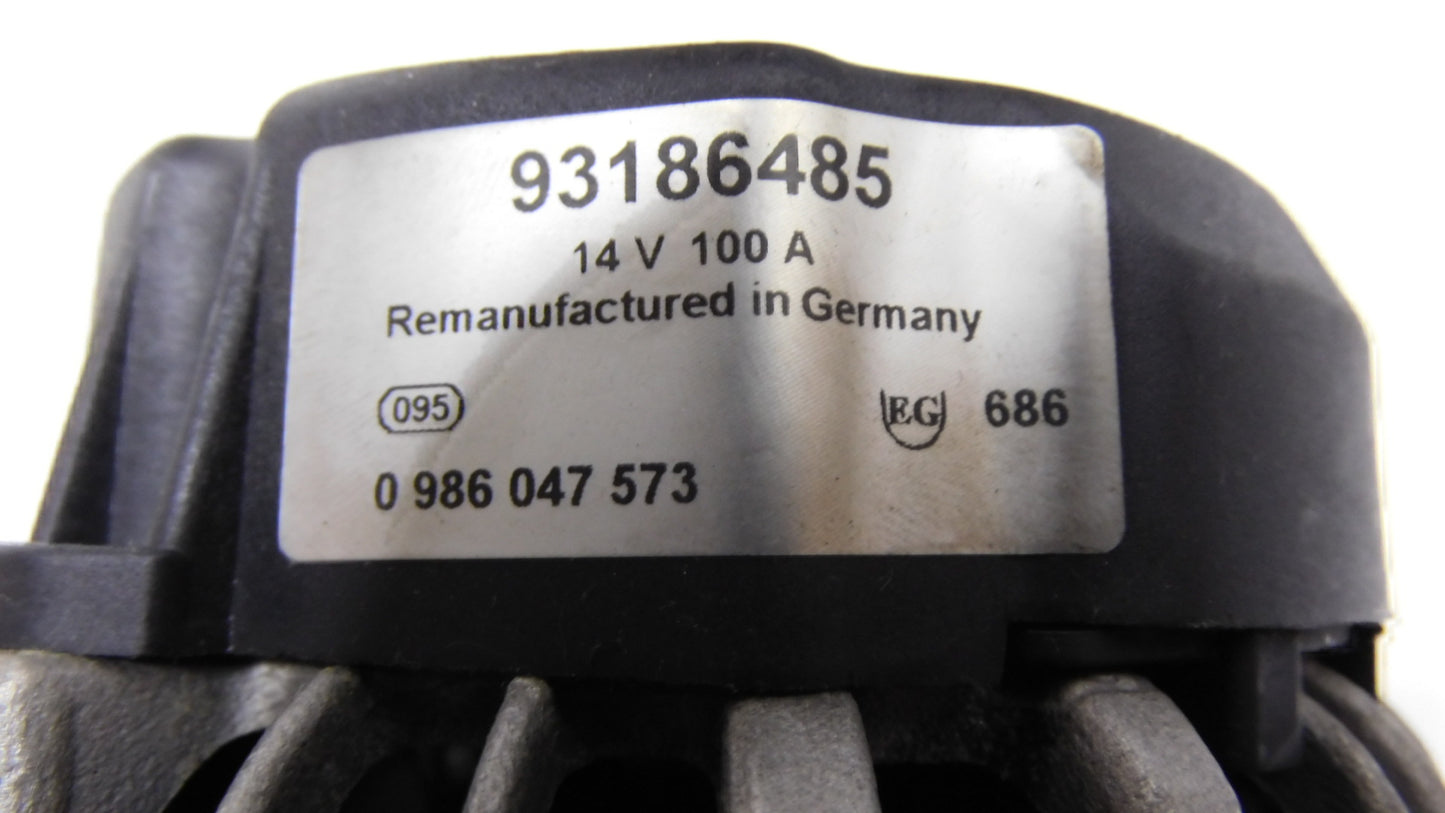 93186485
14 V 100 A
Remanufactured in Germany
095 EG 686
0 986 047 573